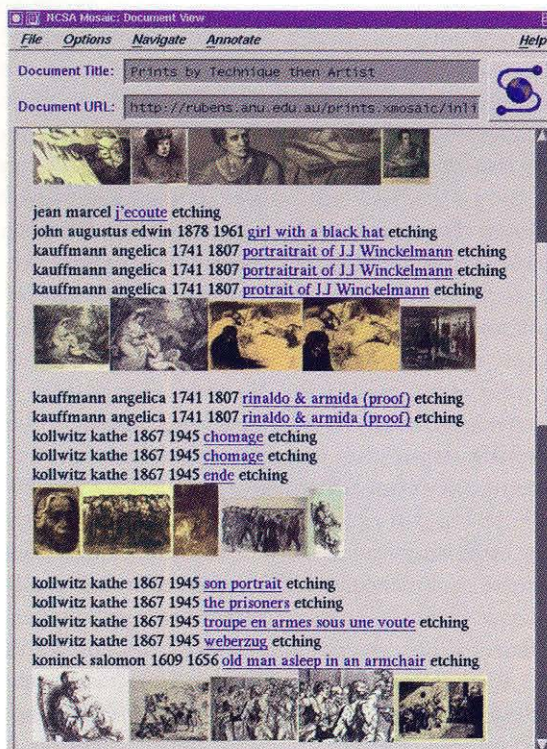 NCSA Mosaic: Document View
File Options Navigate Annotate Help
Document Title: Prints by Technique then Artist
Document URL: http://rubens.anu.edu.au/prints.xmosaic/inli
jean marcel j'ecoute etching
john augustus edwin 1878 1961 girl with a black hat etching
kauffmann angelica 1741 1807 portraitrait of J.J Winckelmann etching
kauffmann angelica 1741 1807 portraitrait of J.J Winckelmann etching
kauffmann angelica 1741 1807 protrait of J.J Winckelmann etching
kauffmann angelica 1741 1807 rinaldo & armida (proof) etching
kauffmann angelica 1741 1807 rinaldo & armida (proof) etching
kollwitz kathe 1867 1945 chomage etching
kollwitz kathe 1867 1945 chomage etching
kollwitz kathe 1867 1945 ende etching
kollwitz kathe 1867 1945 son portrait etching
kollwitz kathe 1867 1945 the prisoners etching
kollwitz kathe 1867 1945 troupe en armes sous une voute etching
kollwitz kathe 1867 1945 weberzug etching
koninck salomon 1609 1656 old man asleep in an armchair etching